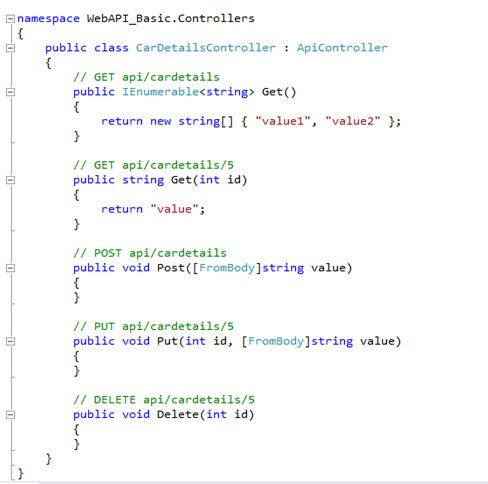 namespace WebAPI_Basic.Controllers
{
    public class CarDetailsController : ApiController
    {
        // GET api/cardetails
        public IEnumerable<string> Get()
        {
            return new string[] { "value1", "value2" };
        }

        // GET api/cardetails/5
        public string Get(int id)
        {
            return "value";
        }

        // POST api/cardetails
        public void Post([FromBody]string value)
        {
        }

        // PUT api/cardetails/5
        public void Put(int id, [FromBody]string value)
        {
        }

        // DELETE api/cardetails/5
        public void Delete(int id)
        {
        }
    }
}